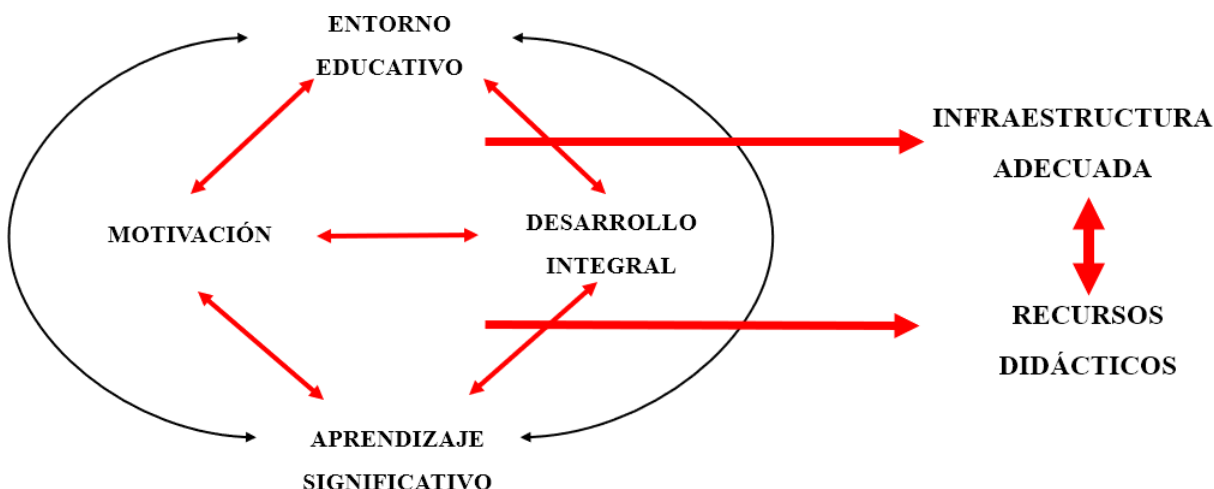 ENTORNO
EDUCATIVO
INFRAESTRUCTURA
ADECUADA
MOTIVACIÓN
DESARROLLO
INTEGRAL
RECURSOS
DIDÁCTICOS
APRENDIZAJE
SIGNIFICATIVO